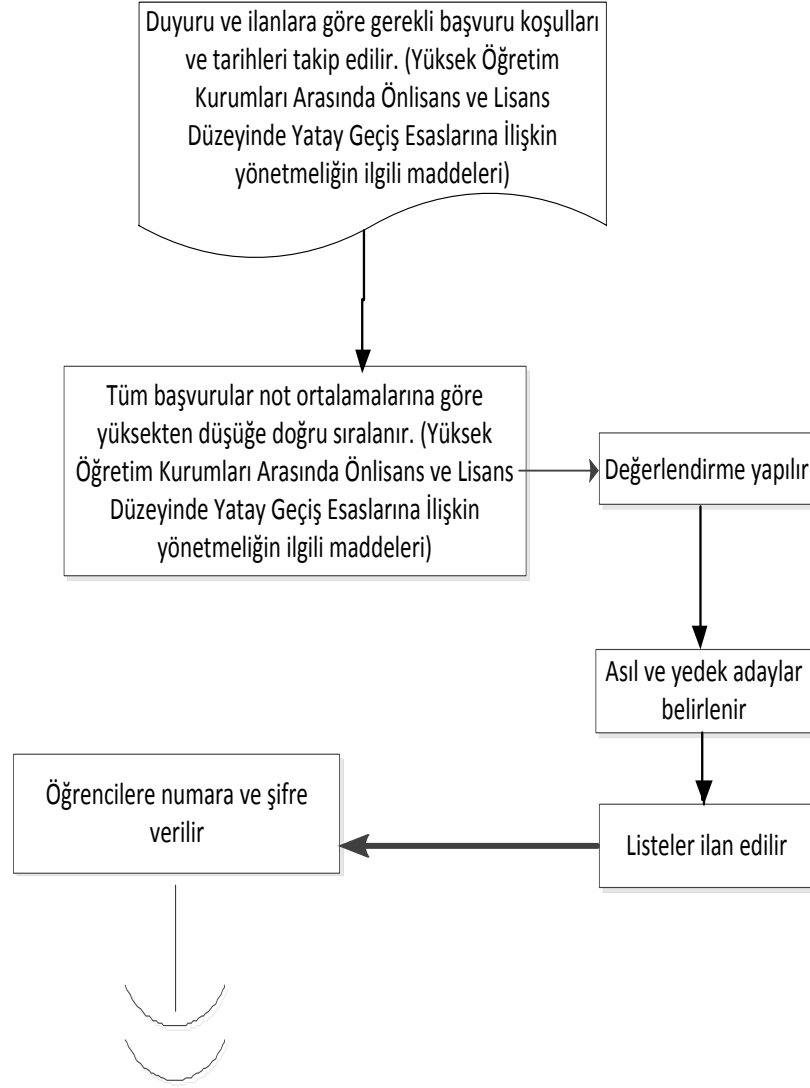 Duyuru ve ilanlara göre gerekli başvuru koşulları
ve tarihleri takip edilir. (Yüksek Öğretim
Kurumları Arasında Önlisans ve Lisans
Düzeyinde Yatay Geçiş Esaslarına İlişkin
yönetmeliğin ilgili maddeleri)
Tüm başvurular not ortalamalarına göre
yüksekten düşüğe doğru sıralanır. (Yüksek
Öğretim Kurumları Arasında Önlisans ve Lisans
Düzeyinde Yatay Geçiş Esaslarına İlişkin
yönetmeliğin ilgili maddeleri)
Değerlendirme yapılır
Asıl ve yedek adaylar
belirlenir
Listeler ilan edilir
Öğrencilere numara ve şifre
verilir